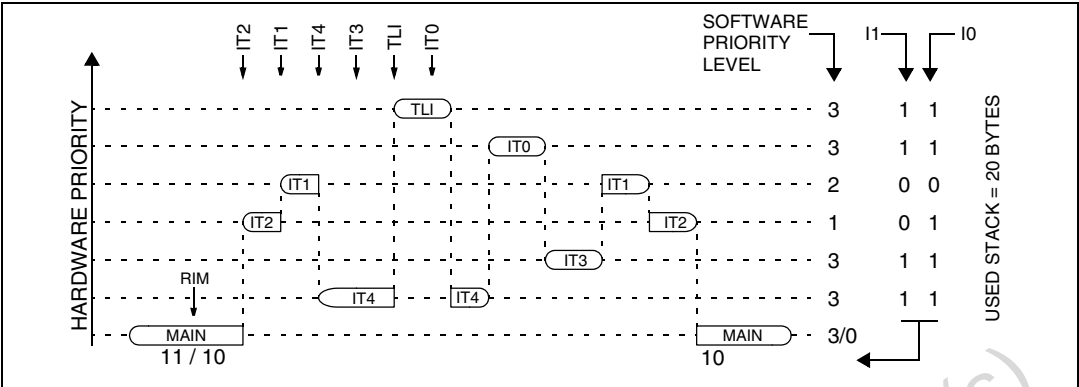 IT2
IT1
IT4
IT3
TLI
IT0
SOFTWARE
PRIORITY
LEVEL
I1
I0
HARDWARE PRIORITY
USED STACK = 20 BYTES
TLI
3
1 1
IT0
3
1 1
IT1
IT1
2
0 0
IT2
IT2
1
0 1
IT3
3
1 1
RIM
IT4
IT4
3
1 1
MAIN
MAIN
3/0
11 / 10
10